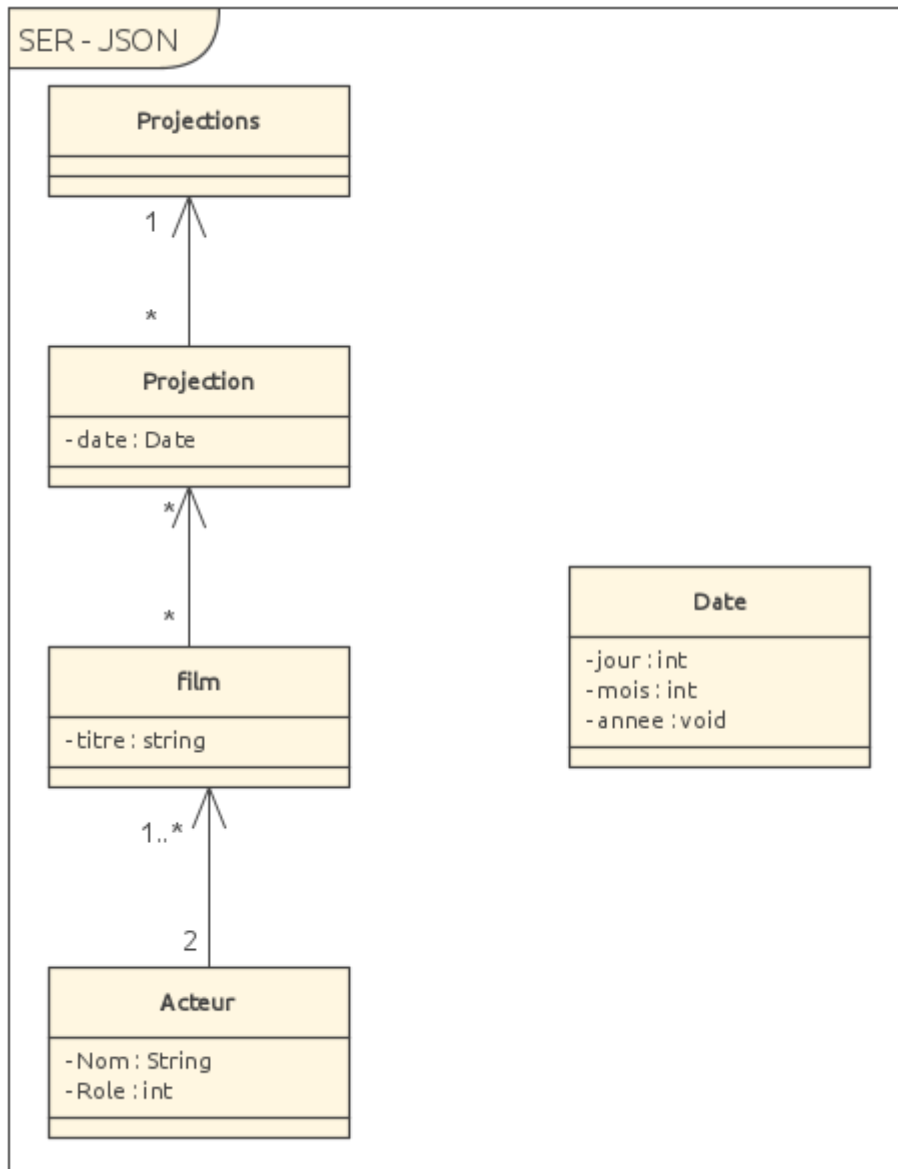 SER - JSON
Projections
1
*
Projection
- date : Date
*
*
film
- titre : string
1..*
2
Acteur
- Nom : String
- Role : int
Date
- jour : int
- mois : int
- annee : void